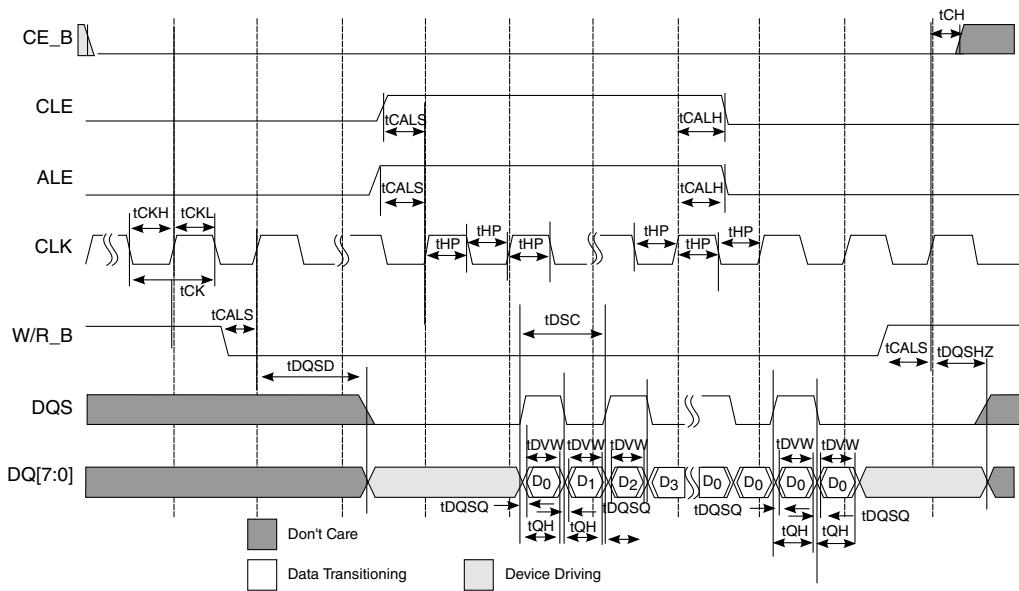 tCH
CE_B
CLE
tCALS
tCALH
ALE
tCALS
tCALH
tCKH
tCKL
CLK
tHP
tHP
tHP
tHP
tHP
tHP
tCK
tCALS
W/R_B
tDSC
tCALS
tDQSHZ
tDQSD
DQS
tDVW
tDVW
tDVW
tDVW
tDVW
DQ[7:0]
D0
D1
D2
D3
D0
D0
D0
D0
tDQSQ
tDQSQ
tDQSQ
tDQSQ
tQH
tQH
tQH
tQH
Don't Care
Data Transitioning
Device Driving